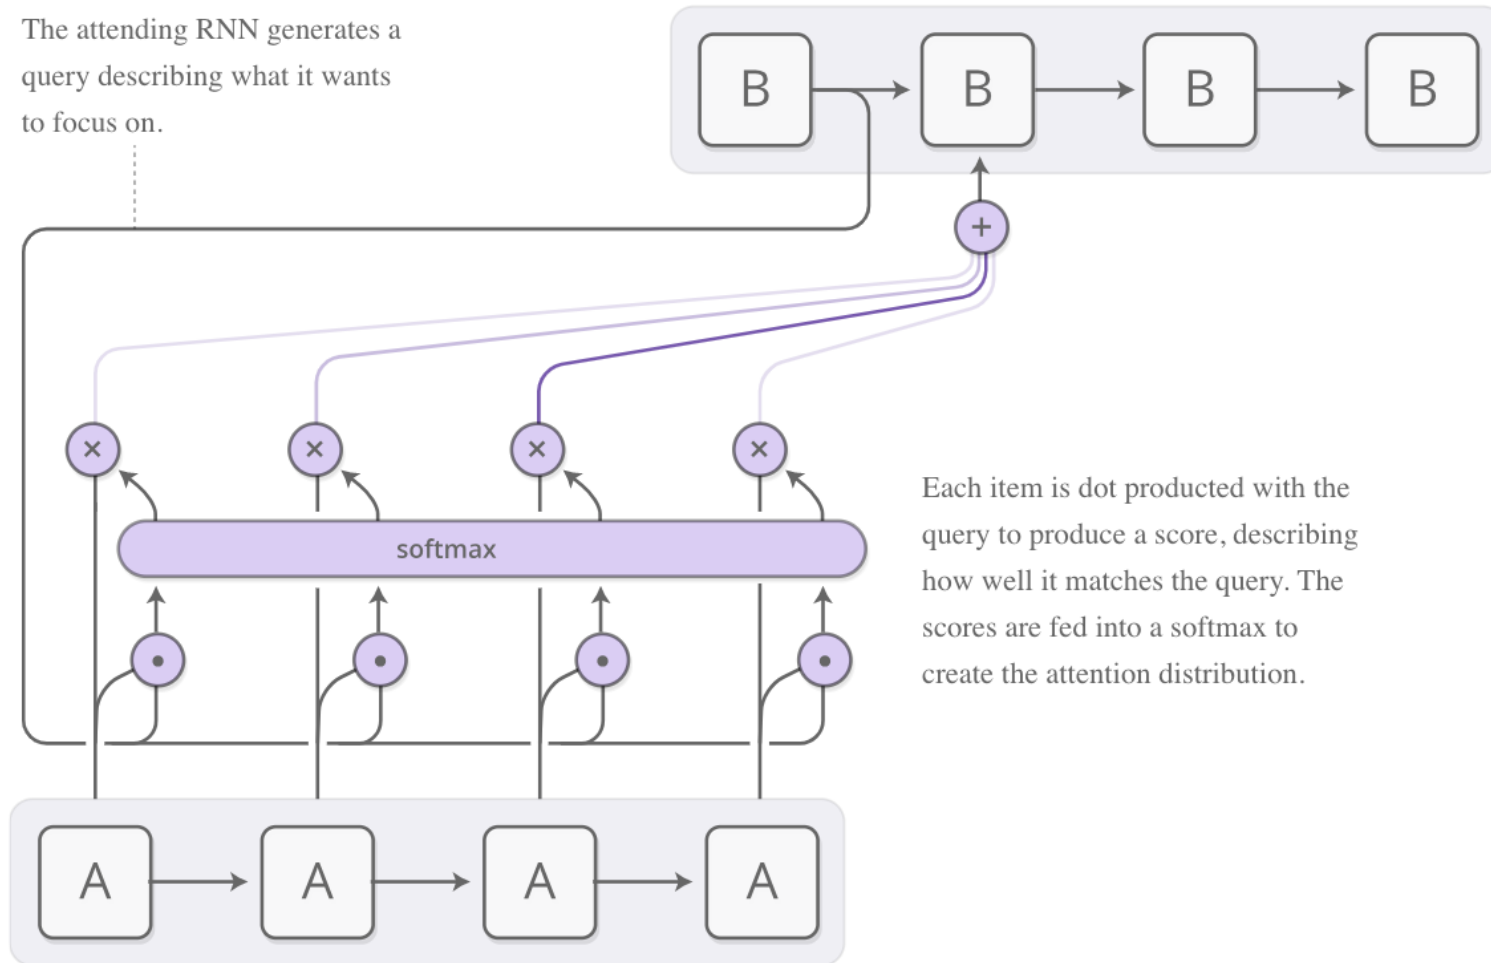 The attending RNN generates a
query describing what it wants
to focus on.
B
B
B
B
+
×
×
×
×
softmax
Each item is dot producted with the
query to produce a score, describing
how well it matches the query. The
scores are fed into a softmax to
create the attention distribution.
A
A
A
A